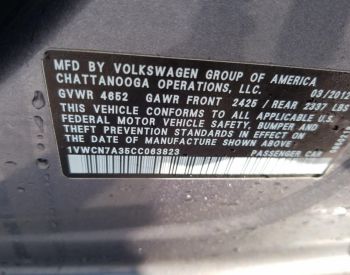 MFD BY VOLKSWAGEN GROUP OF AMERICA
CHATTANOOGA OPERATIONS, LLC. 03/2012
GVWR 4652 GAWR FRONT 2425 / REAR 2337 LBS
THIS VEHICLE CONFORMS TO ALL APPLICABLE
FEDERAL MOTOR VEHICLE SAFETY, BUMPER AND
THEFT PREVENTION STANDARDS IN EFFECT ON
THE DATE OF MANUFACTURE SHOWN ABOVE.
1VWCN7A35CC063823 PASSENGER CAR